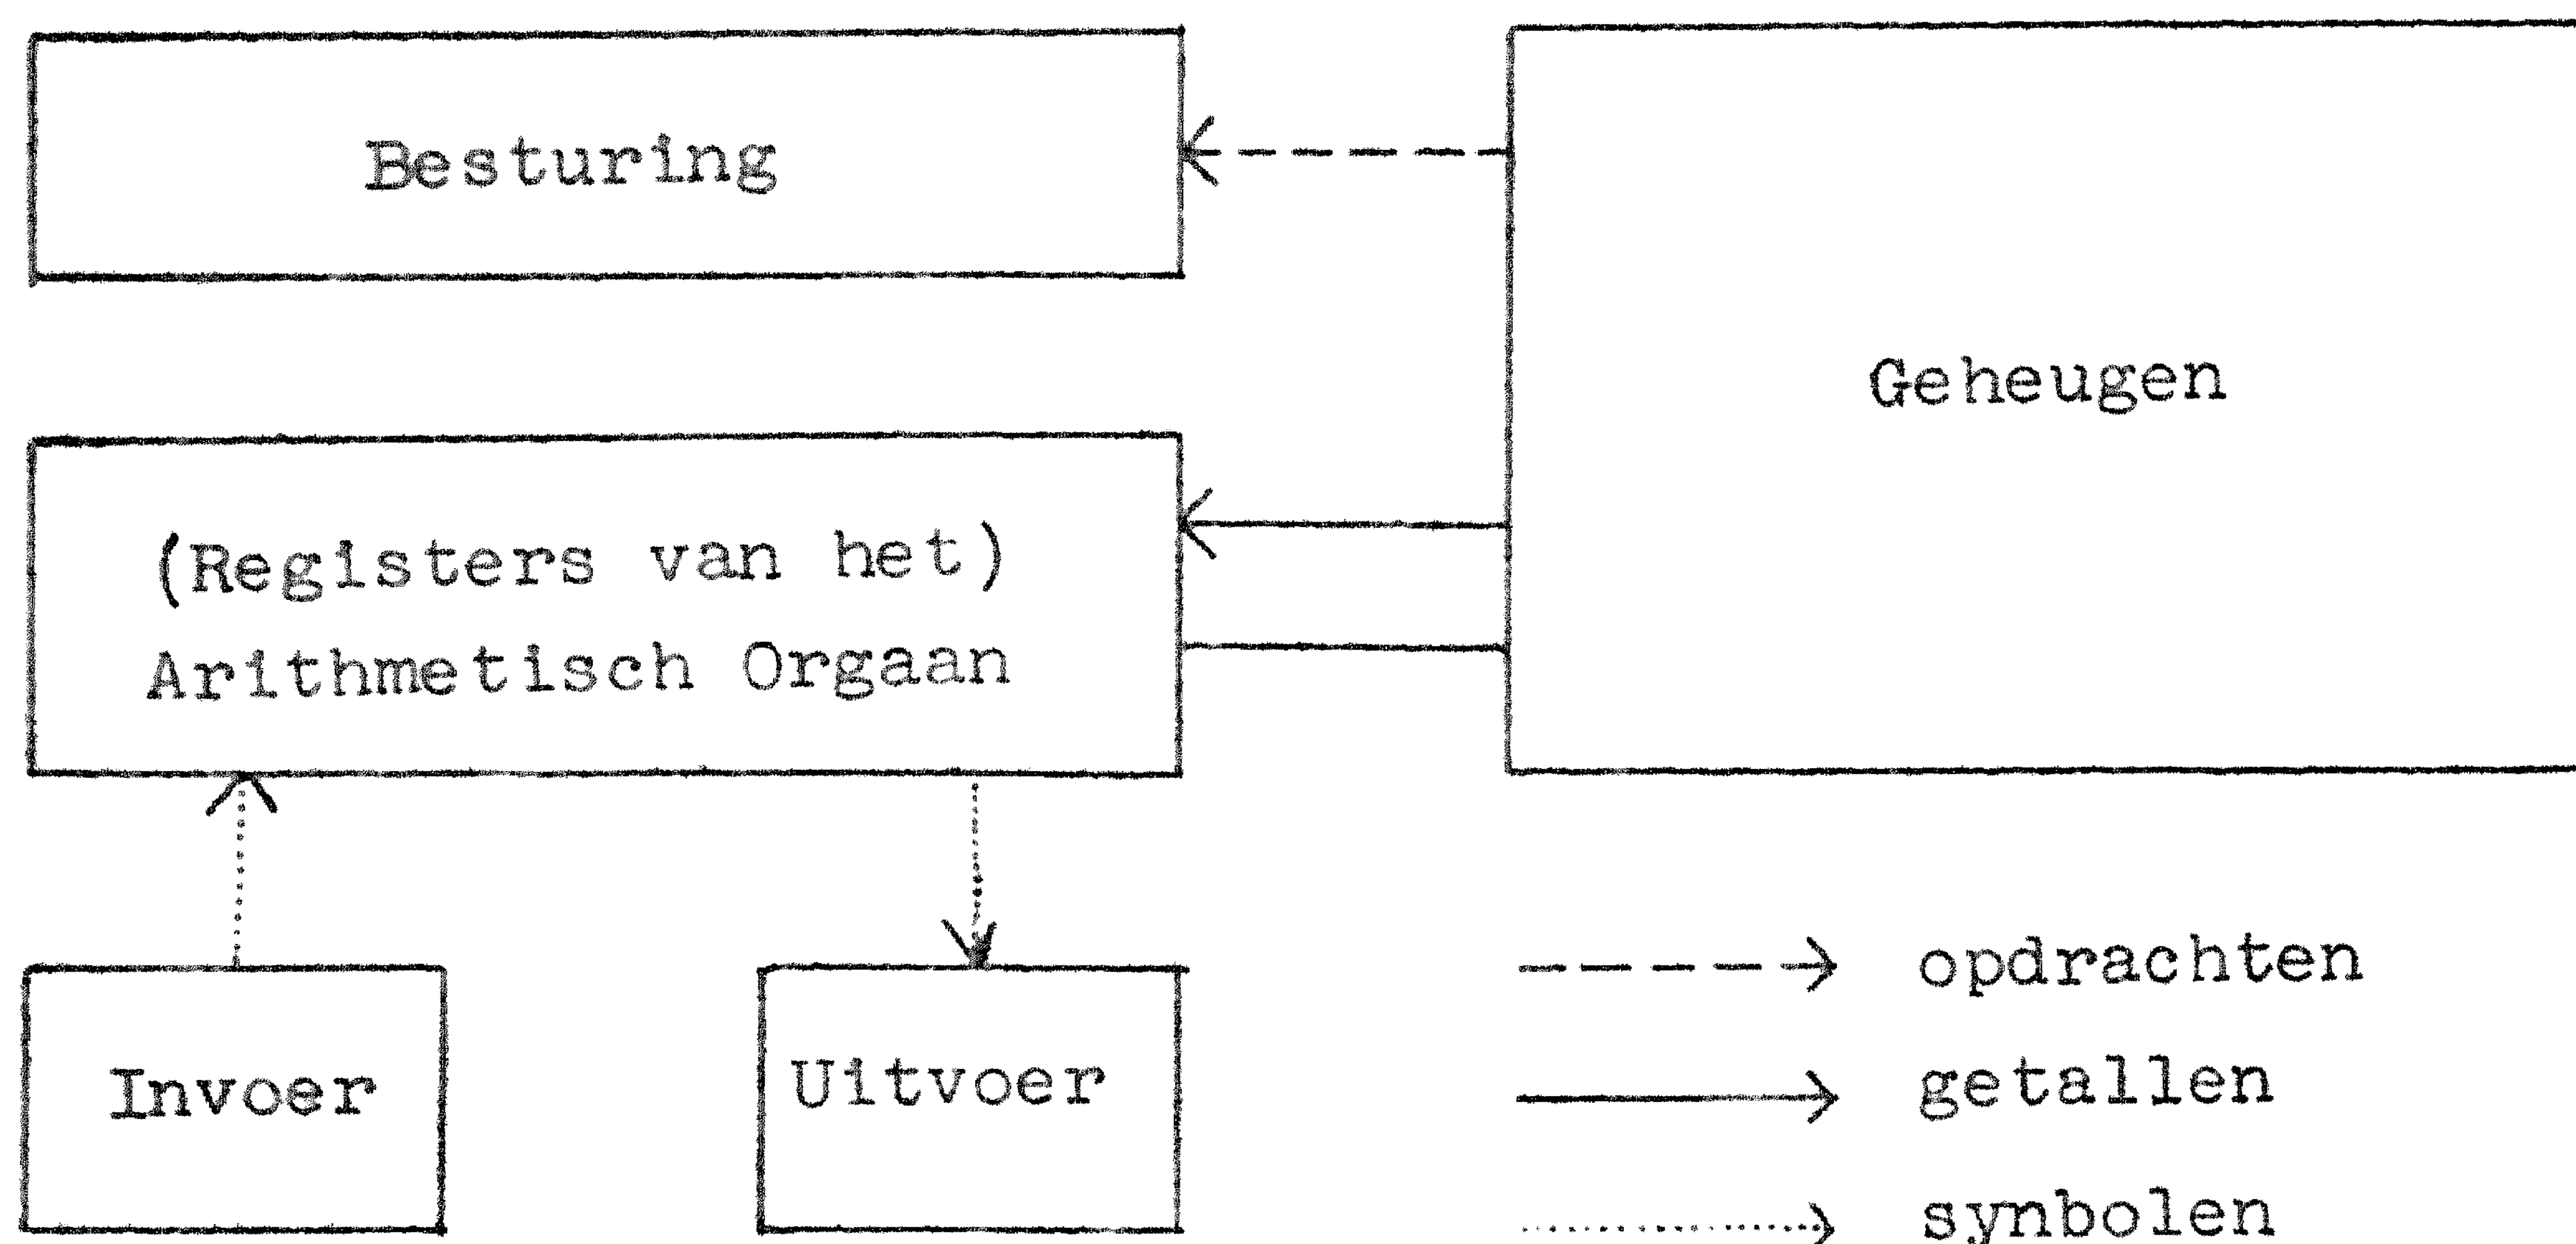 Besturing
Geheugen
(Registers van het)
Arithmetisch Orgaan
Invoer
Uitvoer
opdrachten
getallen
synbolen